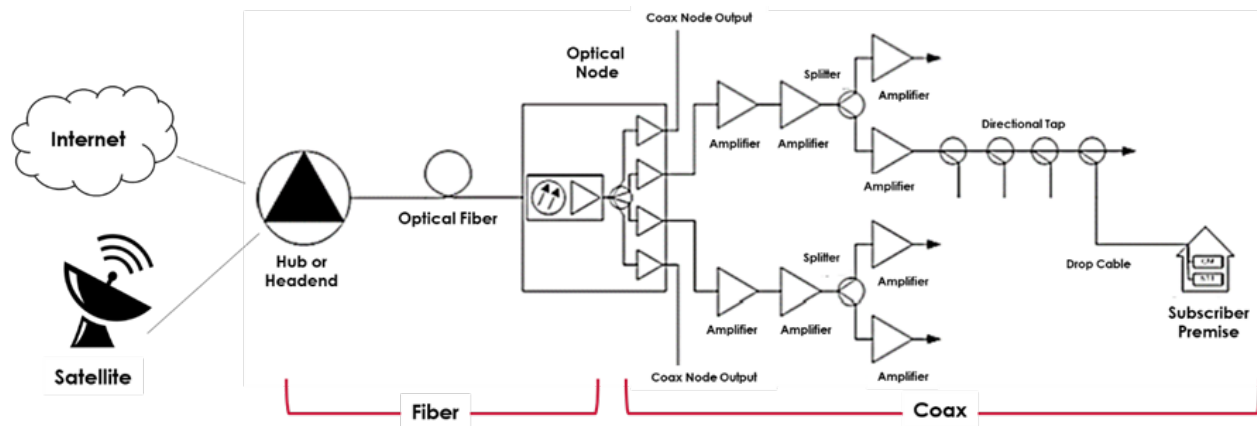 Internet
Satellite
Hub or
Headend
Optical Fiber
Optical
Node
Coax Node Output
Amplifier
Amplifier
Splitter
Amplifier
Amplifier
Directional Tap
Drop Cable
Subscriber
Premise
Amplifier
Amplifier
Splitter
Amplifier
Amplifier
Coax Node Output
Fiber
Coax